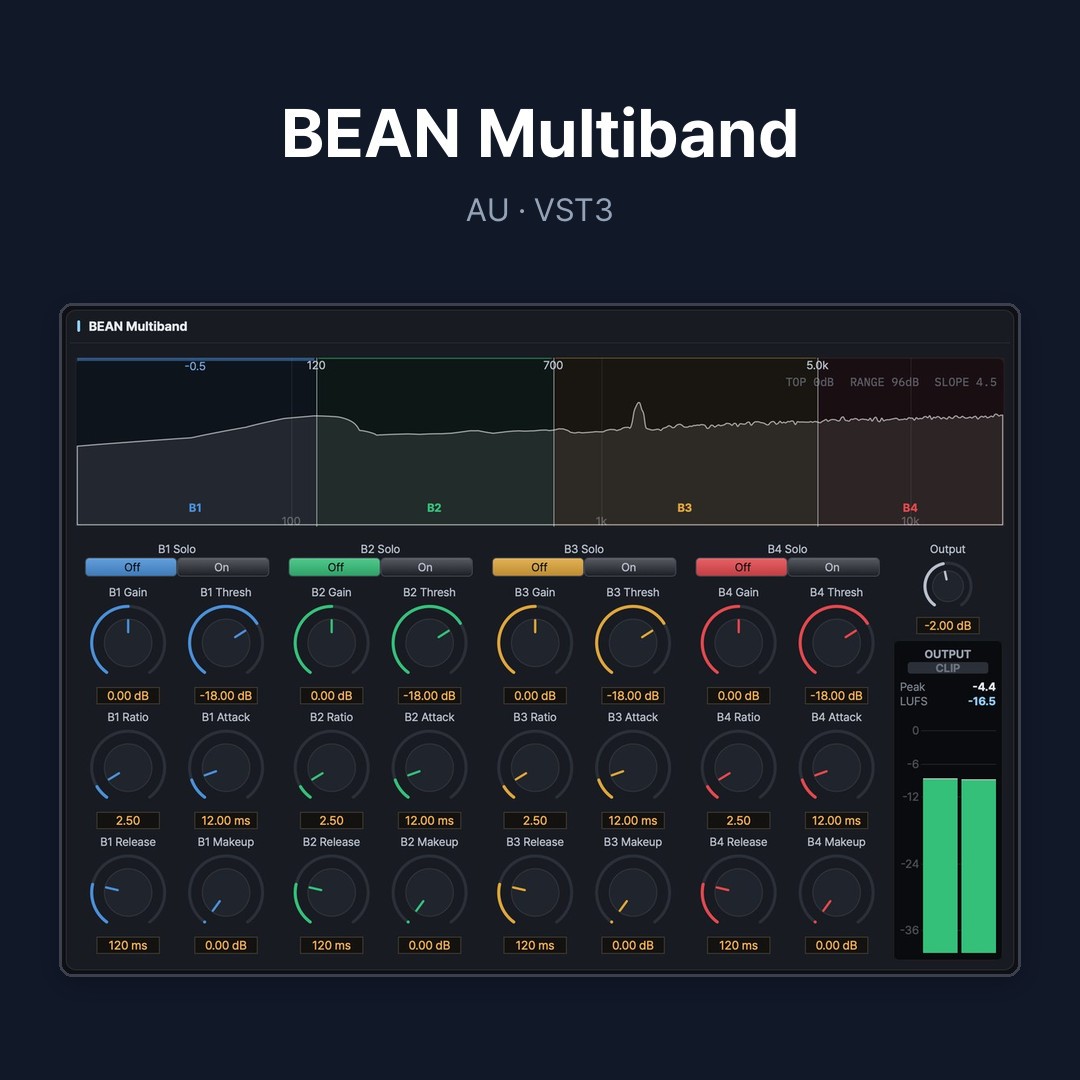 BEAN Multiband
AU · VST3
BEAN Multiband
-0.5 120 700 5.0k
TOP 0dB RANGE 96dB SLOPE 4.5
B1 B2 B3 B4
100 1k 10k
B1 Solo B2 Solo B3 Solo B4 Solo Output
Off On Off On Off On Off On
B1 Gain B1 Thresh B2 Gain B2 Thresh B3 Gain B3 Thresh B4 Gain B4 Thresh
-2.00 dB
OUTPUT
CLIP
Peak -4.4
LUFS -16.5
0.00 dB -18.00 dB 0.00 dB -18.00 dB 0.00 dB -18.00 dB 0.00 dB -18.00 dB
B1 Ratio B1 Attack B2 Ratio B2 Attack B3 Ratio B3 Attack B4 Ratio B4 Attack
0
-6
-12
2.50 12.00 ms 2.50 12.00 ms 2.50 12.00 ms 2.50 12.00 ms
B1 Release B1 Makeup B2 Release B2 Makeup B3 Release B3 Makeup B4 Release B4 Makeup
-24
-36
120 ms 0.00 dB 120 ms 0.00 dB 120 ms 0.00 dB 120 ms 0.00 dB